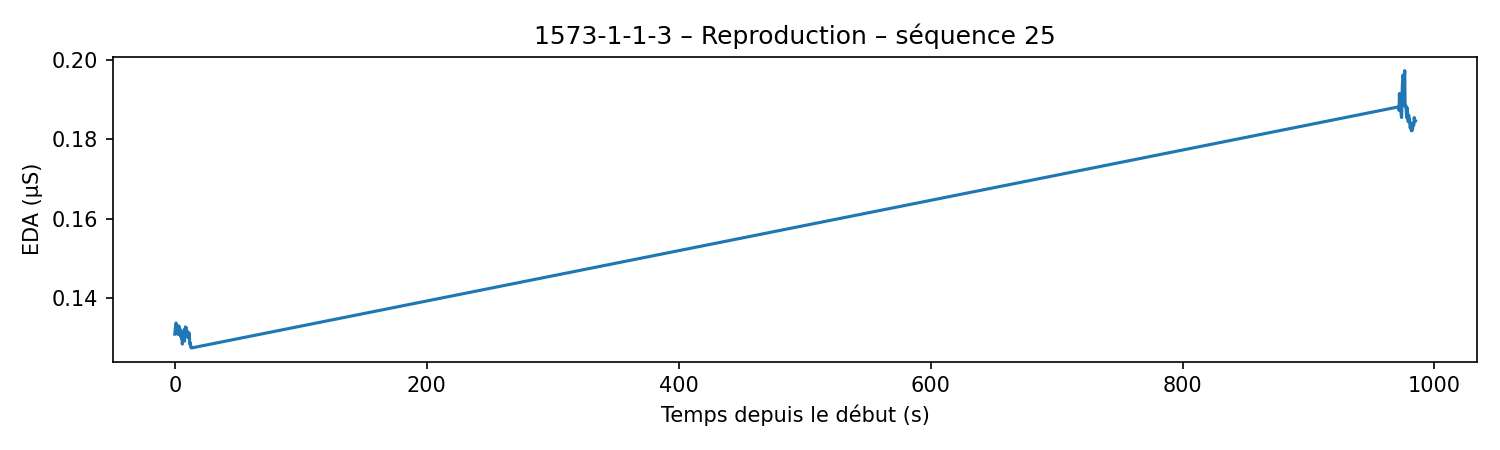 1573-1-1-3 – Reproduction – séquence 25
EDA (µS)
0.20
0.18
0.16
0.14
0 200 400 600 800 1000
Temps depuis le début (s)